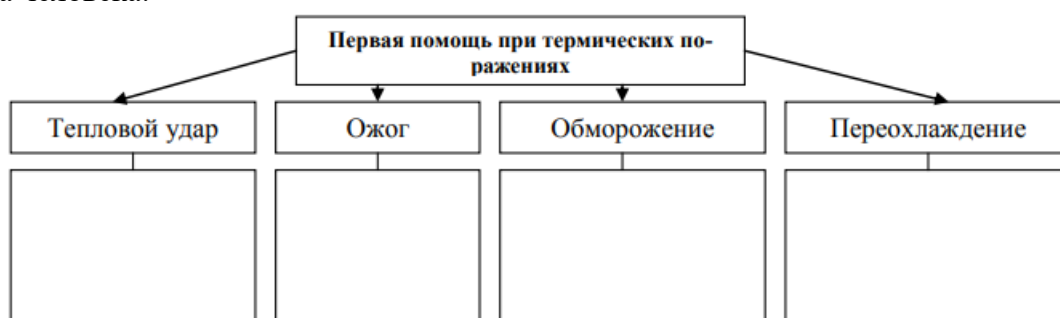 Первая помощь при термических по-
ражениях
Тепловой удар
Ожог
Обморожение
Переохлаждение